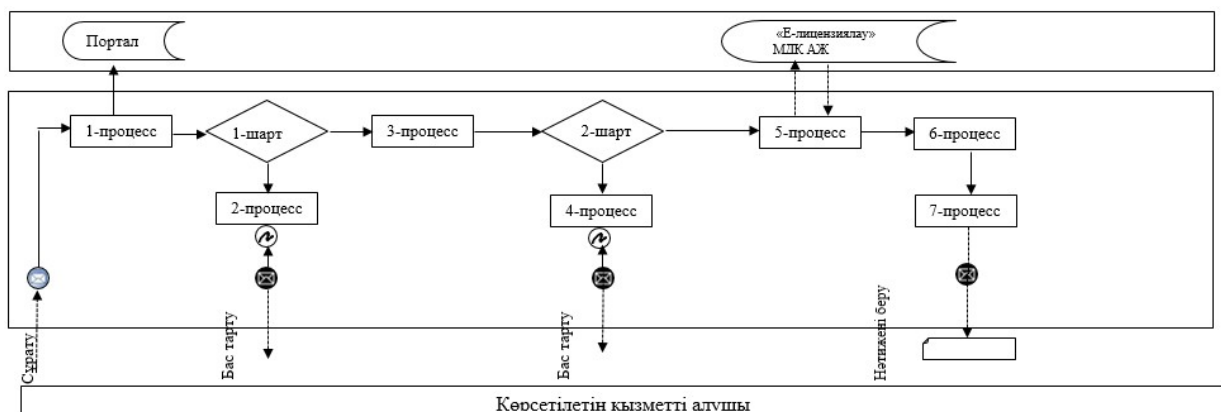 Портал
«Е-лицензиялау»
МДҚ АЖ
1-процесс
1-шарт
3-процесс
2-шарт
5-процесс
6-процесс
2-процесс
4-процесс
7-процесс
Сұрату
Бас тарту
Бас тарту
Нәтижені беру
Көрсетілетін қызметті алушы